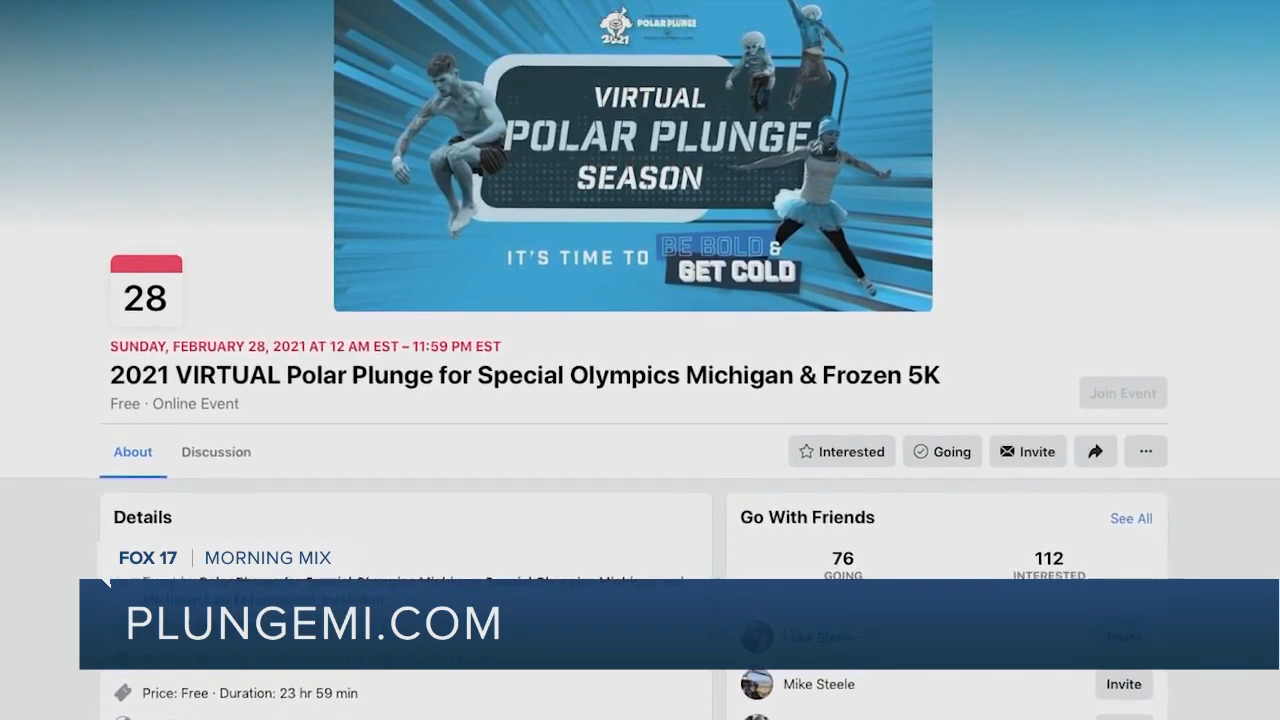 2021
POLAR PLUNGE
VIRTUAL
POLAR PLUNGE
SEASON
IT'S TIME TO BE BOLD &
GET COLD
28
SUNDAY, FEBRUARY 28, 2021 AT 12 AM EST – 11:59 PM EST
2021 VIRTUAL Polar Plunge for Special Olympics Michigan & Frozen 5K
Free · Online Event
Join Event
About
Discussion
Interested
Going
Invite
Details
Go With Friends
See All
FOX 17 | MORNING MIX
76
GOING
112
INTERESTED
PLUNGEMI.COM
Luke Steele
Invite
Mike Steele
Invite
Price: Free · Duration: 23 hr 59 min